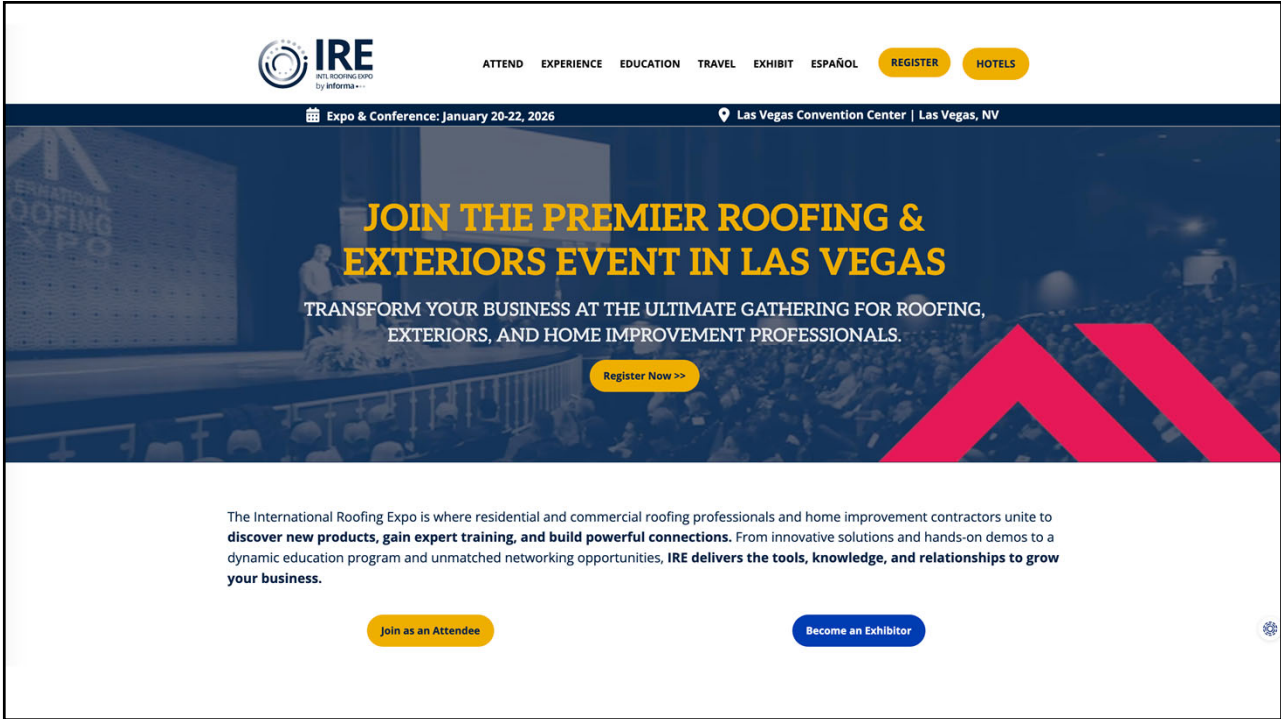 IRE
INTL ROOFING EXPO
by informa
ATTEND EXPERIENCE EDUCATION TRAVEL EXHIBIT ESPAÑOL REGISTER HOTELS
Expo & Conference: January 20-22, 2026 Las Vegas Convention Center | Las Vegas, NV
ROOFING
JOIN THE PREMIER ROOFING &
EXTERIORS EVENT IN LAS VEGAS
TRANSFORM YOUR BUSINESS AT THE ULTIMATE GATHERING FOR ROOFING,
EXTERIORS, AND HOME IMPROVEMENT PROFESSIONALS.
Register Now >>
The International Roofing Expo is where residential and commercial roofing professionals and home improvement contractors unite to
discover new products, gain expert training, and build powerful connections. From innovative solutions and hands-on demos to a
dynamic education program and unmatched networking opportunities, IRE delivers the tools, knowledge, and relationships to grow
your business.
Join as an Attendee Become an Exhibitor